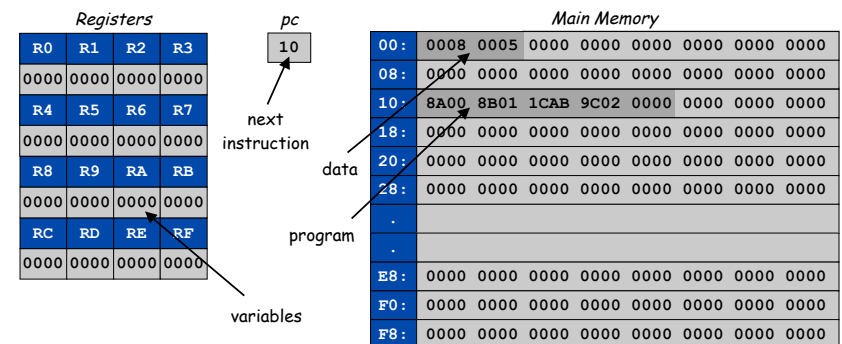 Registers
R0 R1 R2 R3
0000 0000 0000 0000
R4 R5 R6 R7
0000 0000 0000 0000
R8 R9 RA RB
0000 0000 0000 0000
RC RD RE RF
0000 0000 0000 0000
variables
pc
10
next
instruction
data
program
Main Memory
00: 0008 0005 0000 0000 0000 0000 0000 0000
08: 0000 0000 0000 0000 0000 0000 0000 0000
10: 8A00 8B01 1CAB 9C02 0000 0000 0000 0000
18: 0000 0000 0000 0000 0000 0000 0000 0000
20: 0000 0000 0000 0000 0000 0000 0000 0000
28: 0000 0000 0000 0000 0000 0000 0000 0000
.
.
E8: 0000 0000 0000 0000 0000 0000 0000 0000
F0: 0000 0000 0000 0000 0000 0000 0000 0000
F8: 0000 0000 0000 0000 0000 0000 0000 0000